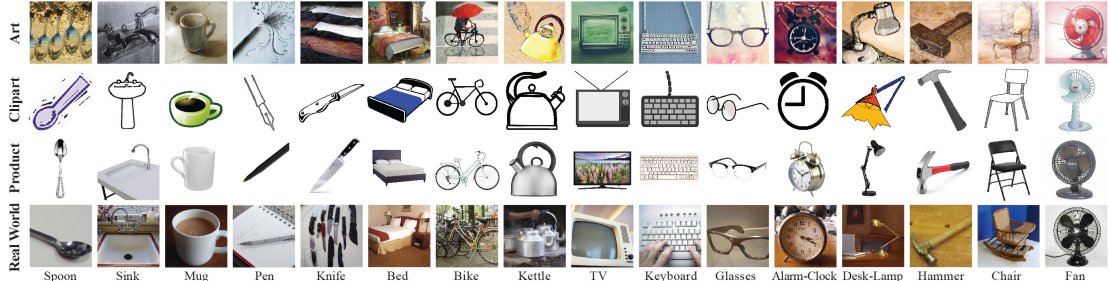 Art
Clipart
Product
Real World
Spoon Sink Mug Pen Knife Bed Bike Kettle TV Keyboard Glasses Alarm-Clock Desk-Lamp Hammer Chair Fan